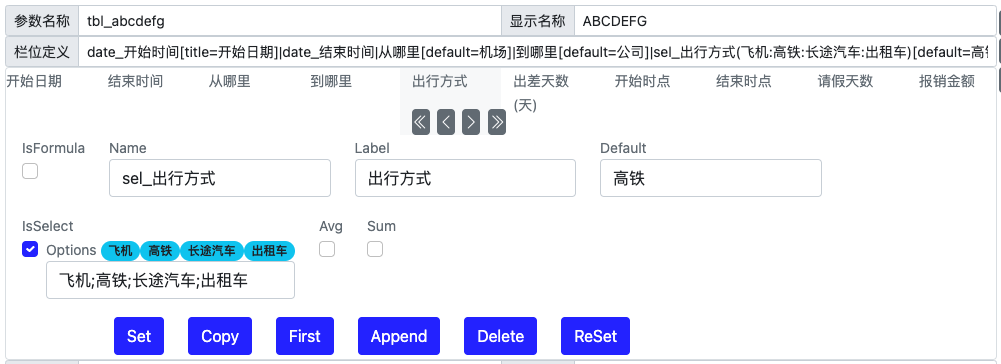 参数名称 tbl_abcdefg 显示名称 ABCDEFG
栏位定义 date_开始时间[title=开始日期]|date_结束时间|从哪里[default=机场]|到哪里[default=公司]|sel_出行方式(飞机:高铁:长途汽车:出租车)[default=高铁
开始日期 结束时间 从哪里 到哪里 出行方式 出差天数 开始时点 结束时点 请假天数 报销金额
(天)
IsFormula Name Label Default
sel_出行方式 出行方式 高铁
IsSelect Avg Sum
Options 飞机 高铁 长途汽车 出租车
飞机;高铁;长途汽车;出租车
Set Copy First Append Delete ReSet